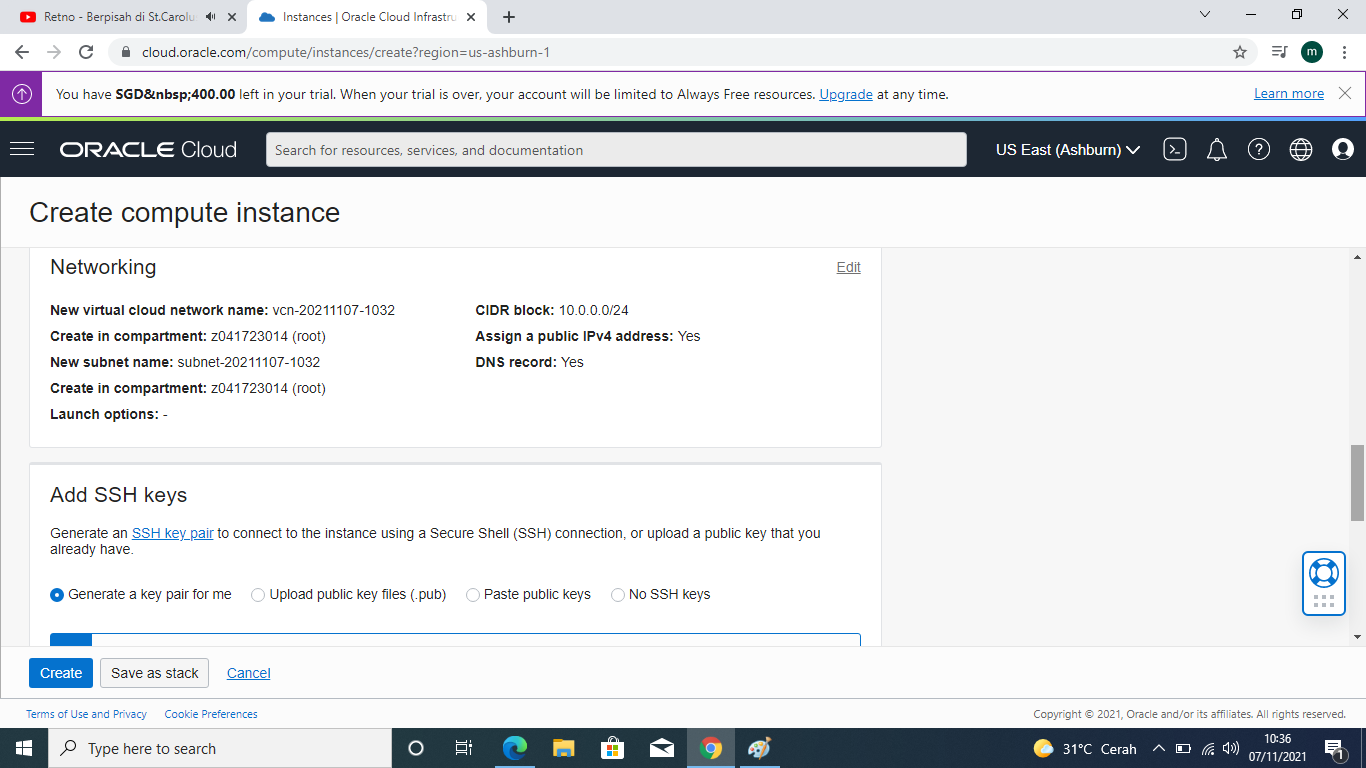 Retno - Berpisah di St.Carolu
Instances | Oracle Cloud Infrastru
cloud.oracle.com/compute/instances/create?region=us-ashburn-1
m
You have SGD&nbsp;400.00 left in your trial. When your trial is over, your account will be limited to Always Free resources. Upgrade at any time.
Learn more
ORACLE Cloud
Search for resources, services, and documentation
US East (Ashburn)
Create compute instance
Networking
Edit
New virtual cloud network name: vcn-20211107-1032
CIDR block: 10.0.0.0/24
Create in compartment: z041723014 (root)
Assign a public IPv4 address: Yes
New subnet name: subnet-20211107-1032
DNS record: Yes
Create in compartment: z041723014 (root)
Launch options: -
Add SSH keys
Generate an SSH key pair to connect to the instance using a Secure Shell (SSH) connection, or upload a public key that you
already have.
Generate a key pair for me
Upload public key files (.pub)
Paste public keys
No SSH keys
Create
Save as stack
Cancel
Terms of Use and Privacy
Cookie Preferences
Copyright © 2021, Oracle and/or its affiliates. All rights reserved.
Type here to search
31°C Cerah
10:36
07/11/2021
1